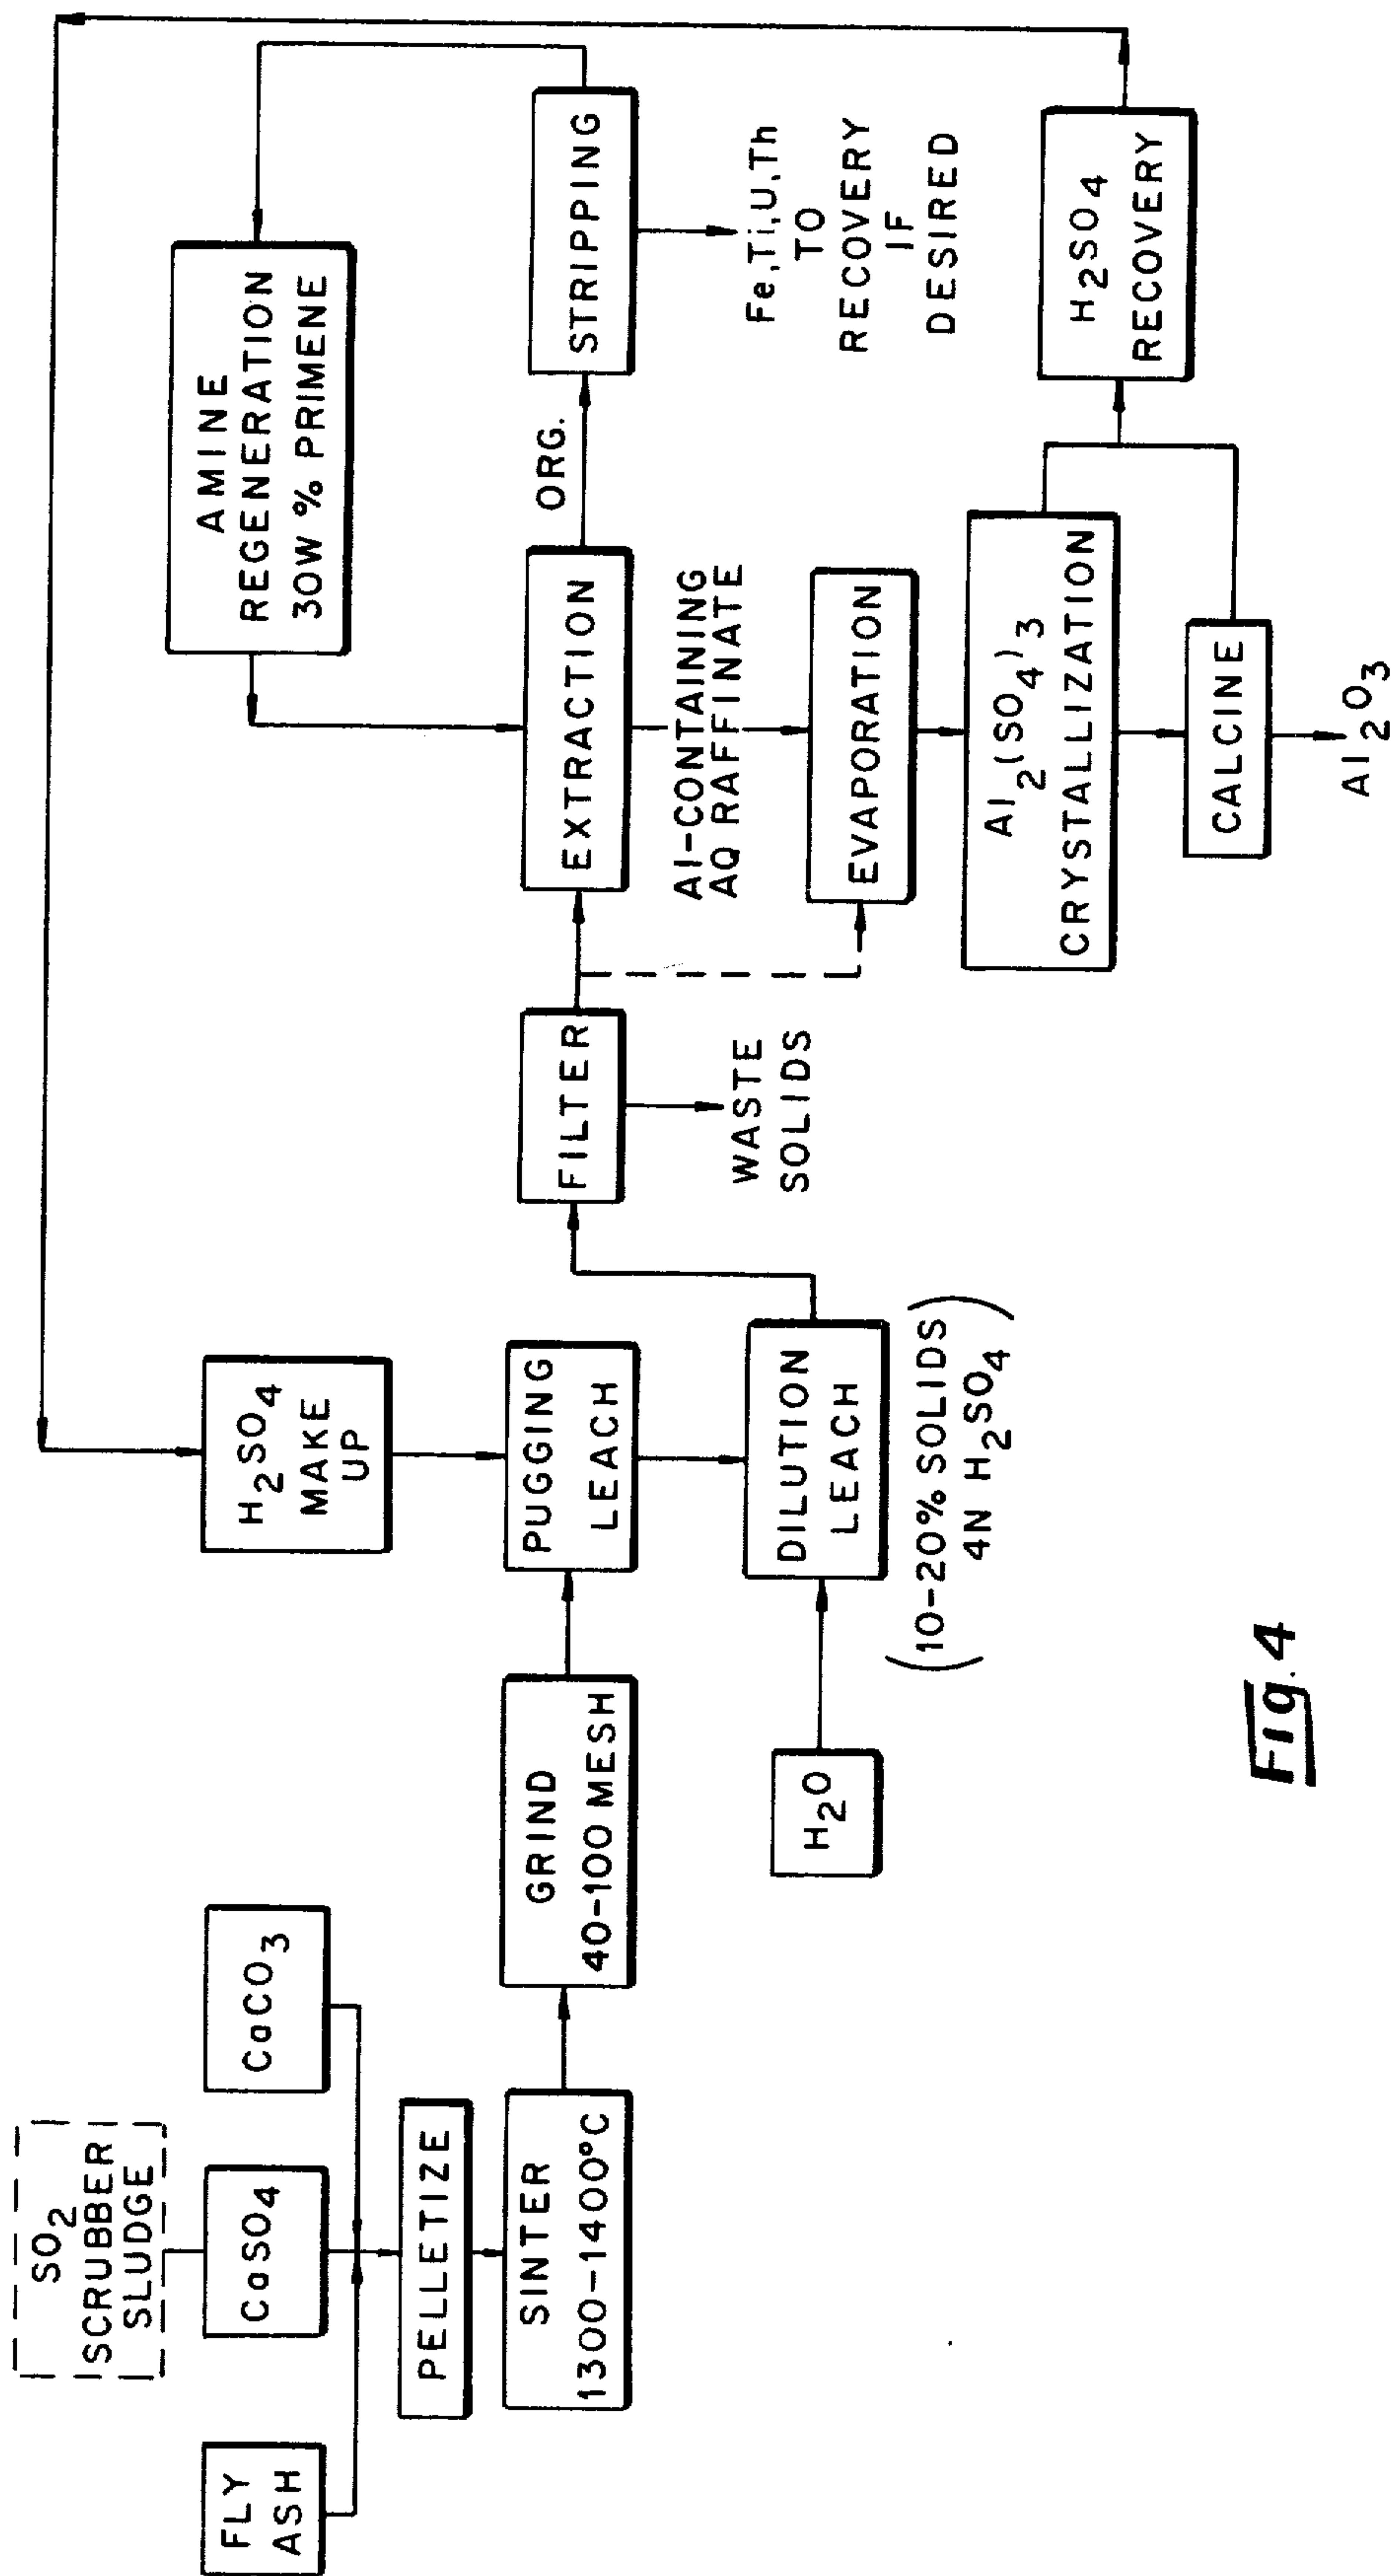 SO2
SCRUBBER
SLUDGE
FLY
ASH
CaSO4
CaCO3
PELLETIZE
SINTER
1300-1400°C
GRIND
40-100 MESH
H2SO4
MAKE
UP
PUGGING
LEACH
H2O
DILUTION
LEACH
(10-20% SOLIDS
4N H2SO4)
FILTER
WASTE
SOLIDS
AMINE
REGENERATION
30W % PRIMENE
EXTRACTION
ORG.
STRIPPING
Al-CONTAINING
AQ RAFFINATE
Fe,Ti,U,Th
TO
RECOVERY
IF
DESIRED
EVAPORATION
Al2(SO4)3
CRYSTALLIZATION
H2SO4
RECOVERY
CALCINE
Al2O3
Fig. 4